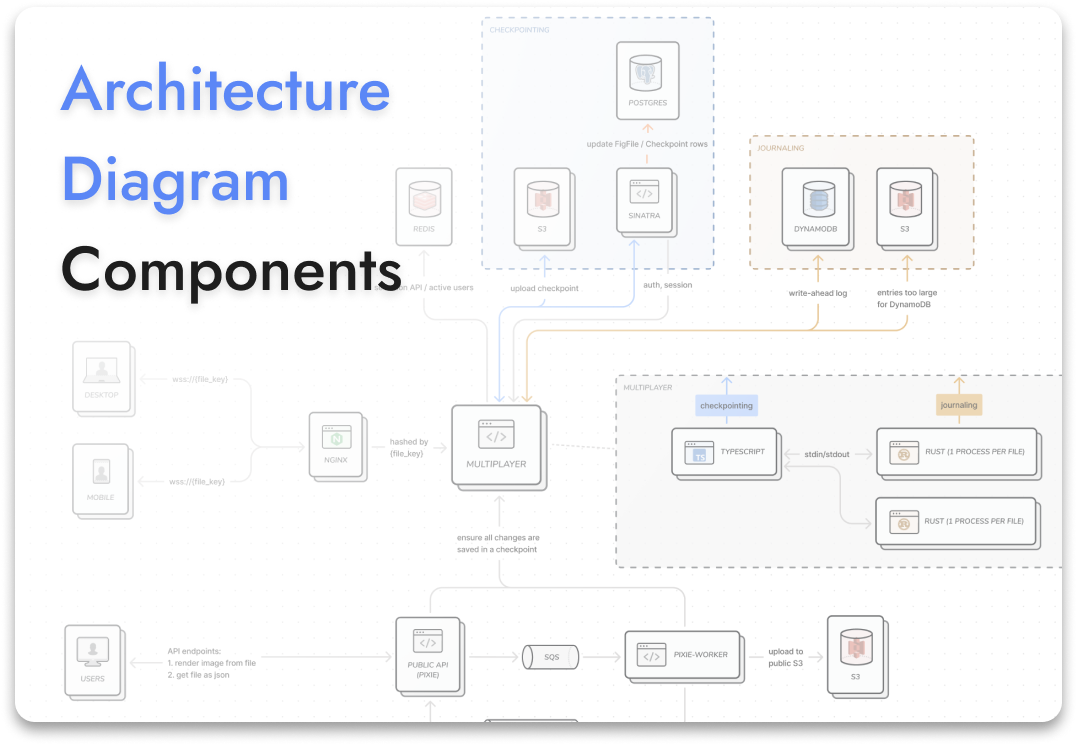 Architecture
Diagram
Components
CHECKPOINTING
POSTGRES
update FigFile / Checkpoint rows
REDIS
S3
SINATRA
on API / active users
upload checkpoint
auth, session
JOURNALING
DYNAMODB
S3
write-ahead log
entries too large
for DynamoDB
DESKTOP
wss://{file_key}
MOBILE
wss://{file_key}
NGINX
hashed by
{file_key}
MULTIPLAYER
MULTIPLAYER
checkpointing
journaling
TS
TYPESCRIPT
stdin/stdout
RUST (1 PROCESS PER FILE)
RUST (1 PROCESS PER FILE)
ensure all changes are
saved in a checkpoint
USERS
API endpoints:
1. render image from file
2. get file as json
PUBLIC API
(PIXIE)
SQS
PIXIE-WORKER
upload to
public S3
S3